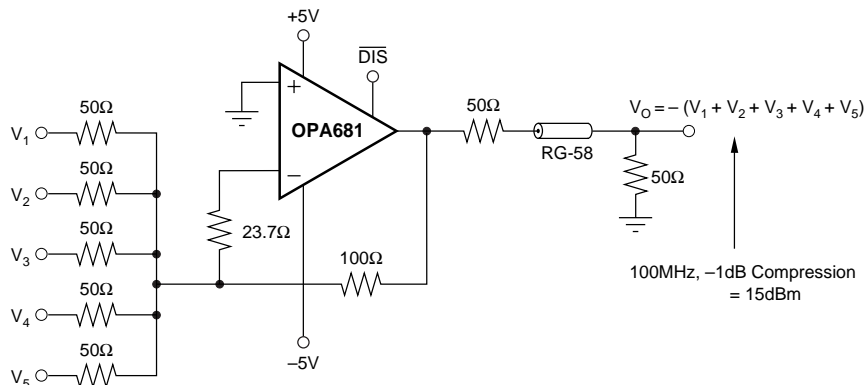 +5V
DIS
50Ω
V1
50Ω
V2
50Ω
V3
50Ω
V4
50Ω
V5
+
OPA681
−
23.7Ω
100Ω
−5V
50Ω
RG-58
VO = – (V1 + V2 + V3 + V4 + V5)
50Ω
100MHz, –1dB Compression
= 15dBm